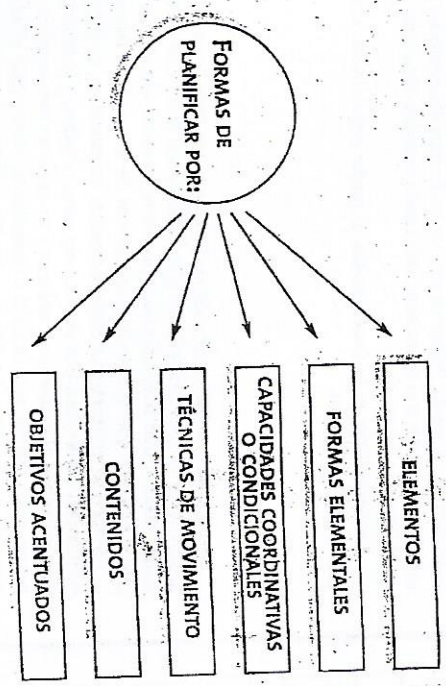 FORMAS DE
PLANIFICAR POR:
ELEMENTOS
FORMAS ELEMENTALES
CAPACIDADES COORDINATIVAS
O CONDICIONALES
TÉCNICAS DE MOVIMIENTO
CONTENIDOS
OBJETIVOS ACENTUADOS